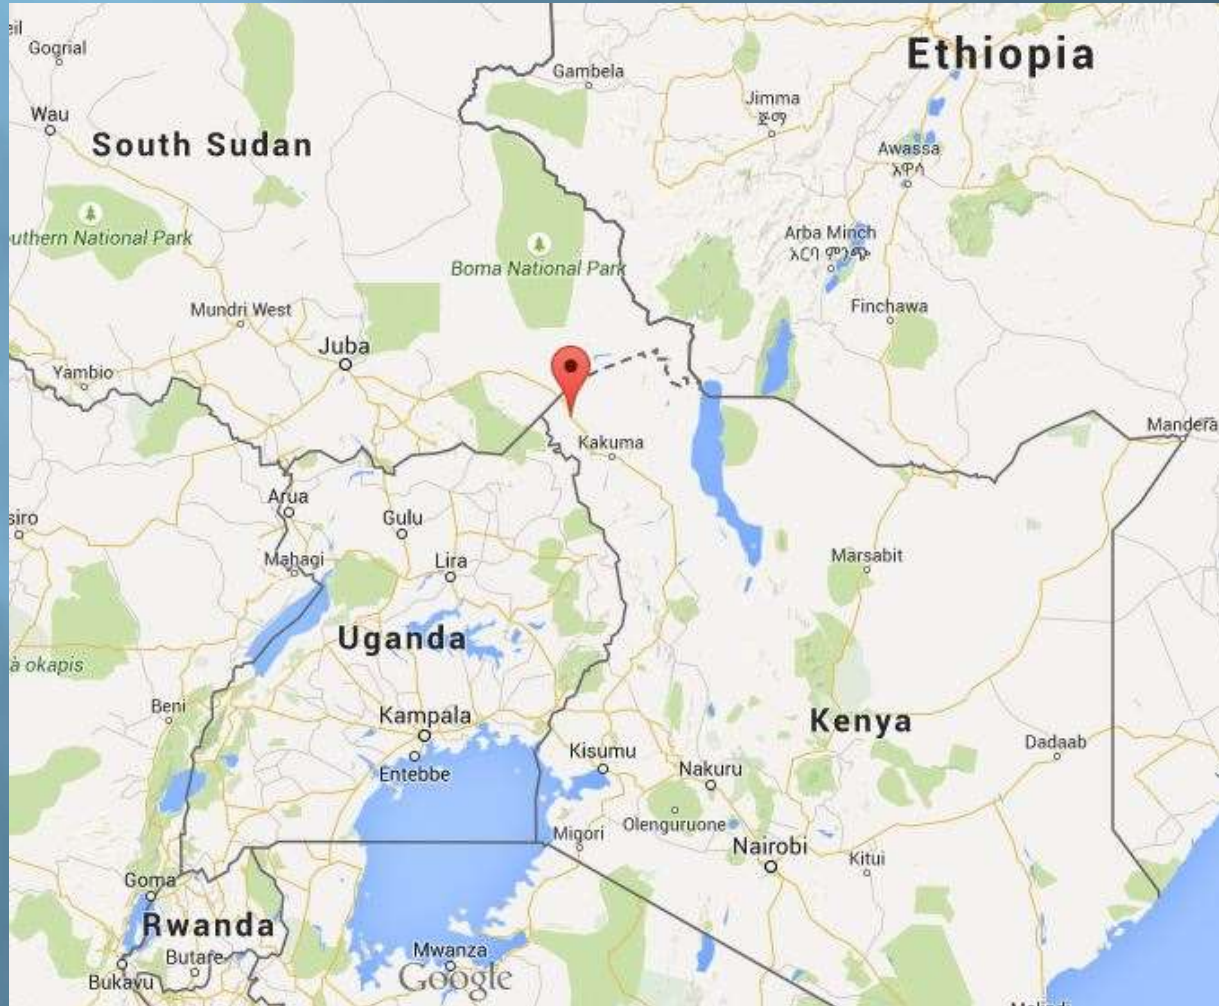 eil
Gogrial
Gambela
Ethiopia
Jimma
ጅማ
Wau
South Sudan
Awassa
አዋሳ
uthern National Park
Boma National Park
Arba Minch
አርባ ምንጭ
Mundri West
Finchawa
Juba
Yambio
Kakuma
Mandera
Arua
siro
Gulu
Mahagi
Lira
Marsabit
Uganda
à okapis
Beni
Kampala
Kenya
Kisumu
Dadaab
Entebbe
Nakuru
Olenguruone
Migori
Nairobi
Kitui
Goma
Rwanda
Butare
Mwanza
Bukavu
Google